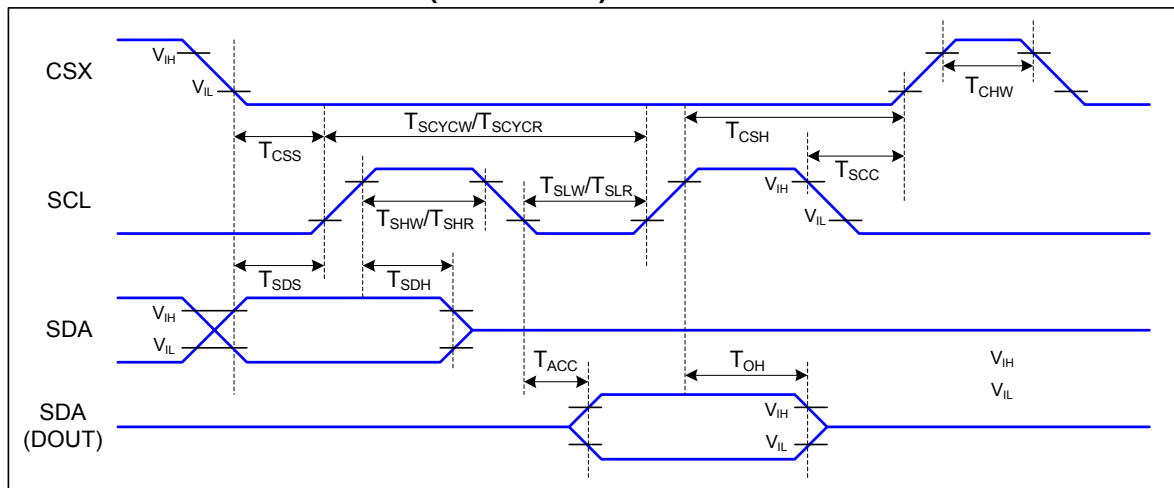 CSX
VIH
VIL
TCHW
TSCYCW/TSCYCR
TCSH
TCSS
TSCC
SCL
TSLW/TSLR
VIH
TSHW/TSHR
VIL
TSDS
TSDH
SDA
VIH
VIL
TACC
TOH
VIH
VIL
SDA
(DOUT)
VIH
VIL